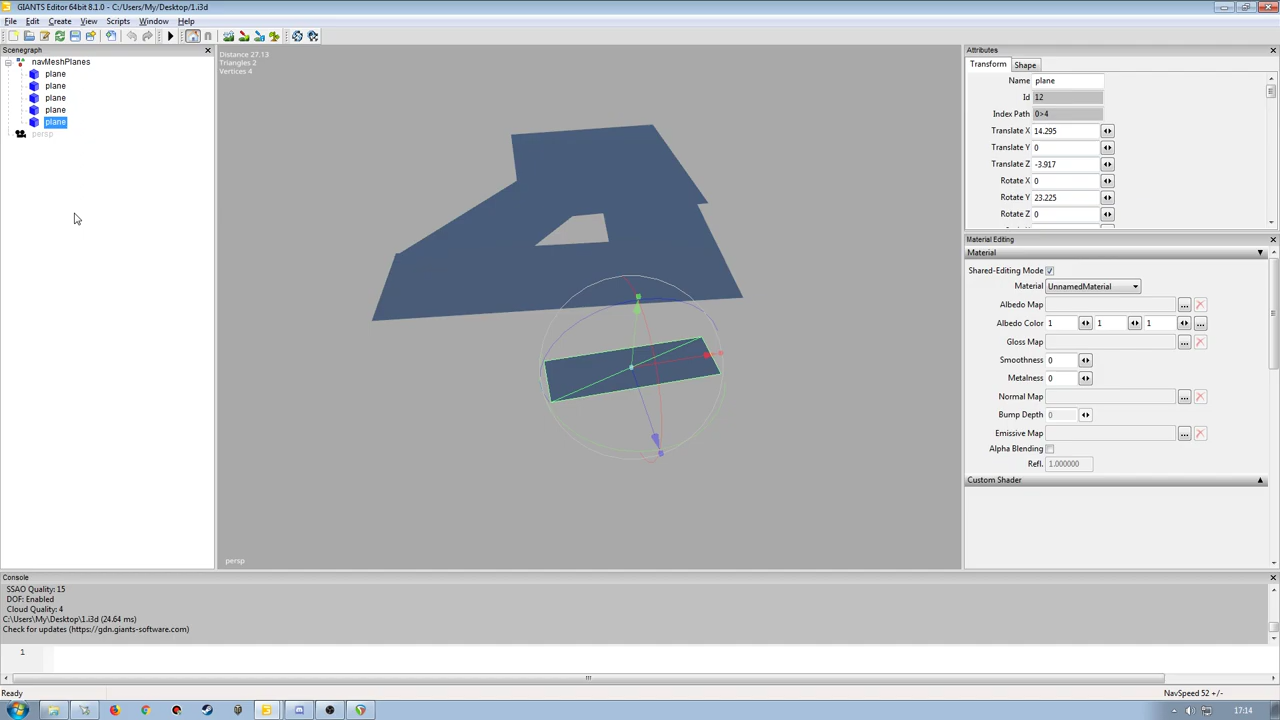 GIANTS Editor 64bit 8.1.0 - C:/Users/My/Desktop/1.i3d
File Edit Create View Scripts Window Help
Scenegraph
navMeshPlanes
plane
plane
plane
plane
plane
persp
Distance 27.13
Triangles 2
Vertices 4
persp
Attributes
Transform Shape
Name plane
Id 12
Index Path 0>4
Translate X 14.295
Translate Y 0
Translate Z -3.917
Rotate X 0
Rotate Y 23.225
Rotate Z 0
Material Editing
Material
Shared-Editing Mode
Material UnnamedMaterial
Albedo Map ...
Albedo Color 1 1 1 ...
Gloss Map ...
Smoothness 0
Metalness 0
Normal Map ...
Bump Depth 0
Emissive Map ...
Alpha Blending
Refl. 1.000000
Custom Shader
Console
SSAO Quality: 15
DOF: Enabled
Cloud Quality: 4
C:\Users\My\Desktop\1.i3d (24.64 ms)
Check for updates (https://gdn.giants-software.com)
1
Ready
NavSpeed 52 +/-
17:14